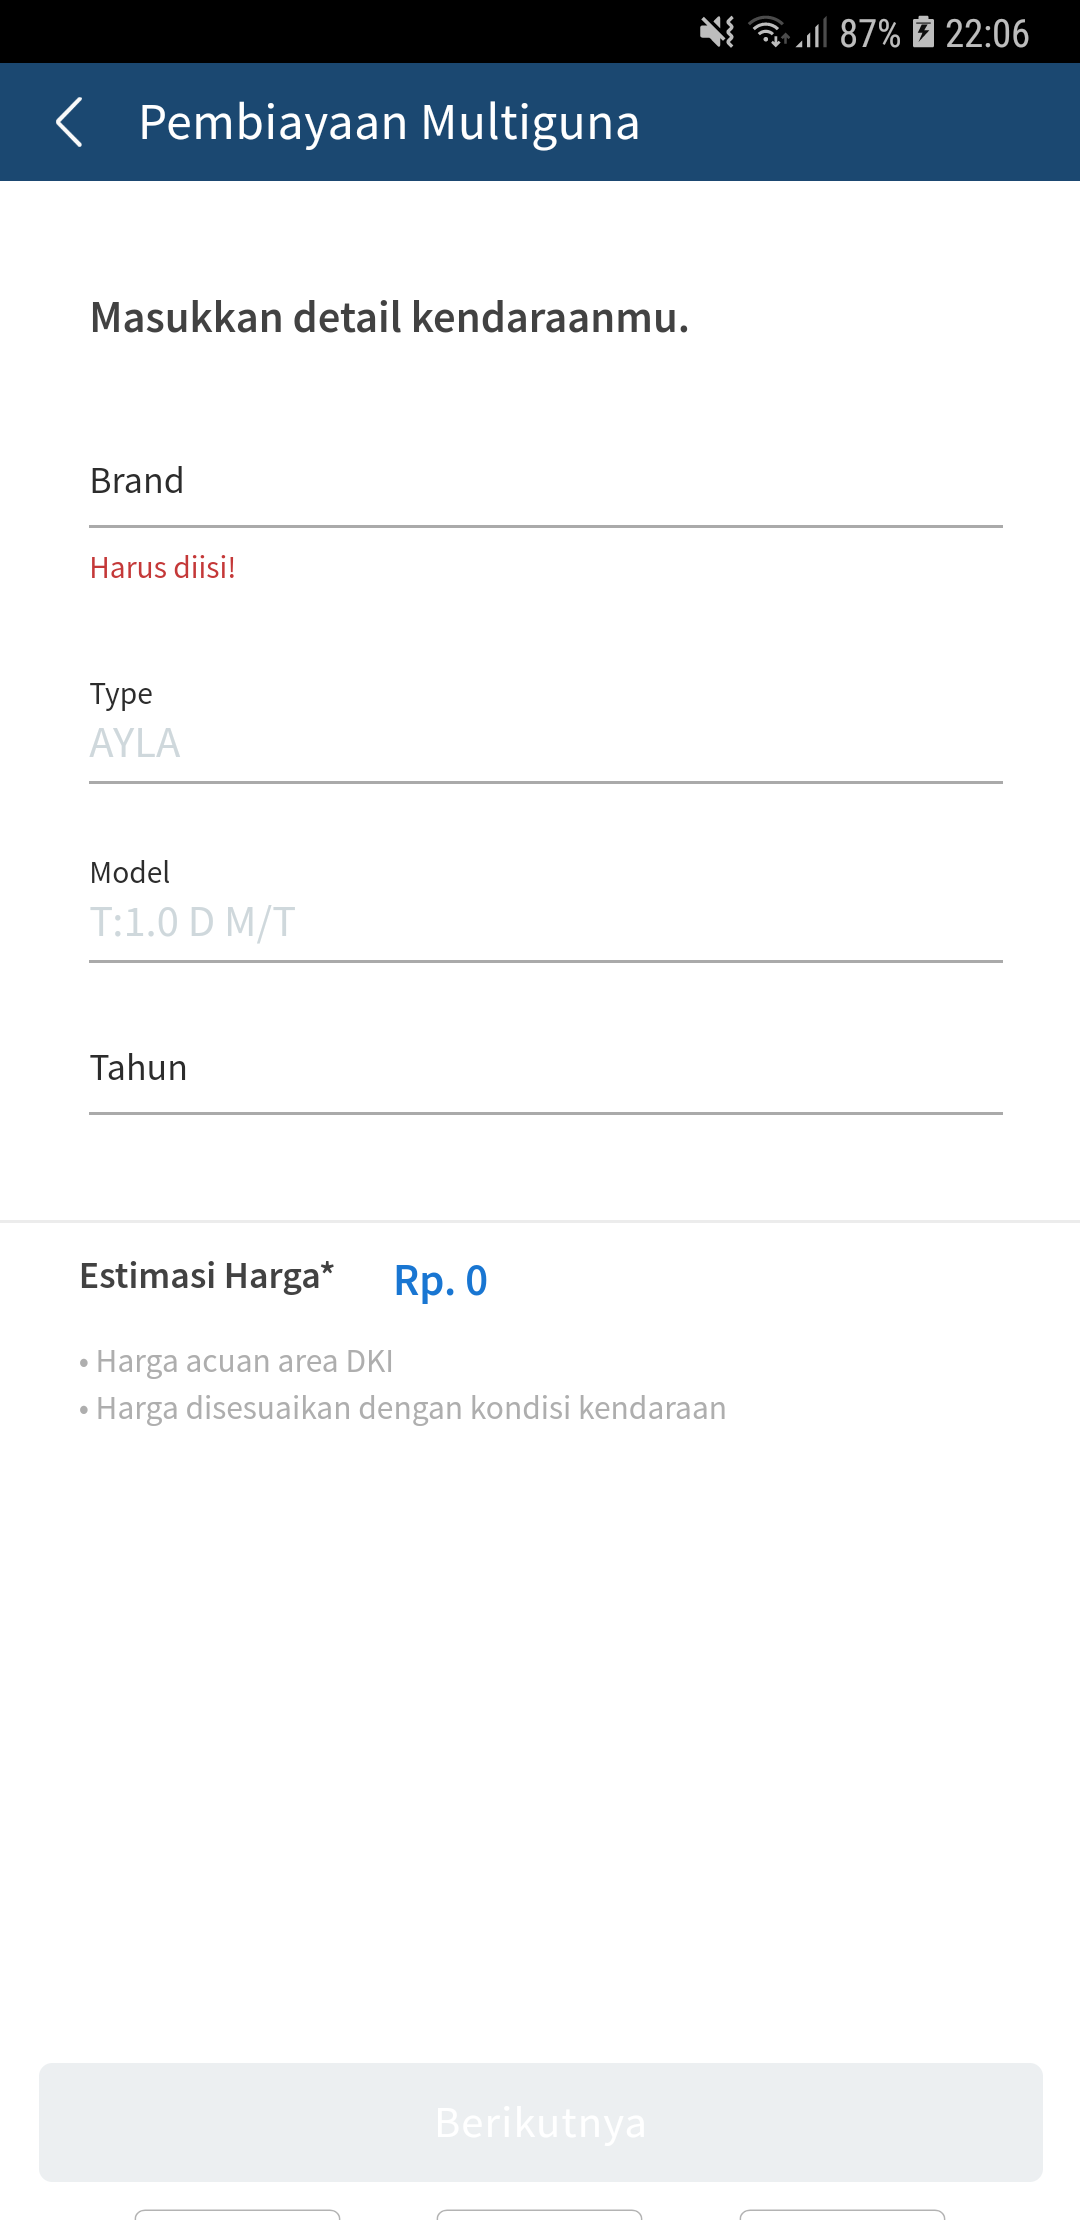 87% 22:06
Pembiayaan Multiguna
Masukkan detail kendaraanmu.
Brand
Harus diisi!
Type
AYLA
Model
T:1.0 D M/T
Tahun
Estimasi Harga* Rp. 0
• Harga acuan area DKI
• Harga disesuaikan dengan kondisi kendaraan
Berikutnya